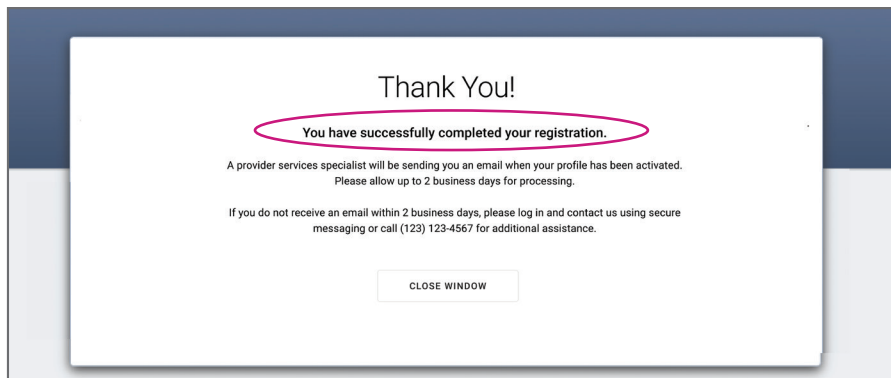 Thank You!
You have successfully completed your registration.
A provider services specialist will be sending you an email when your profile has been activated.
Please allow up to 2 business days for processing.
If you do not receive an email within 2 business days, please log in and contact us using secure
messaging or call (123) 123-4567 for additional assistance.
CLOSE WINDOW